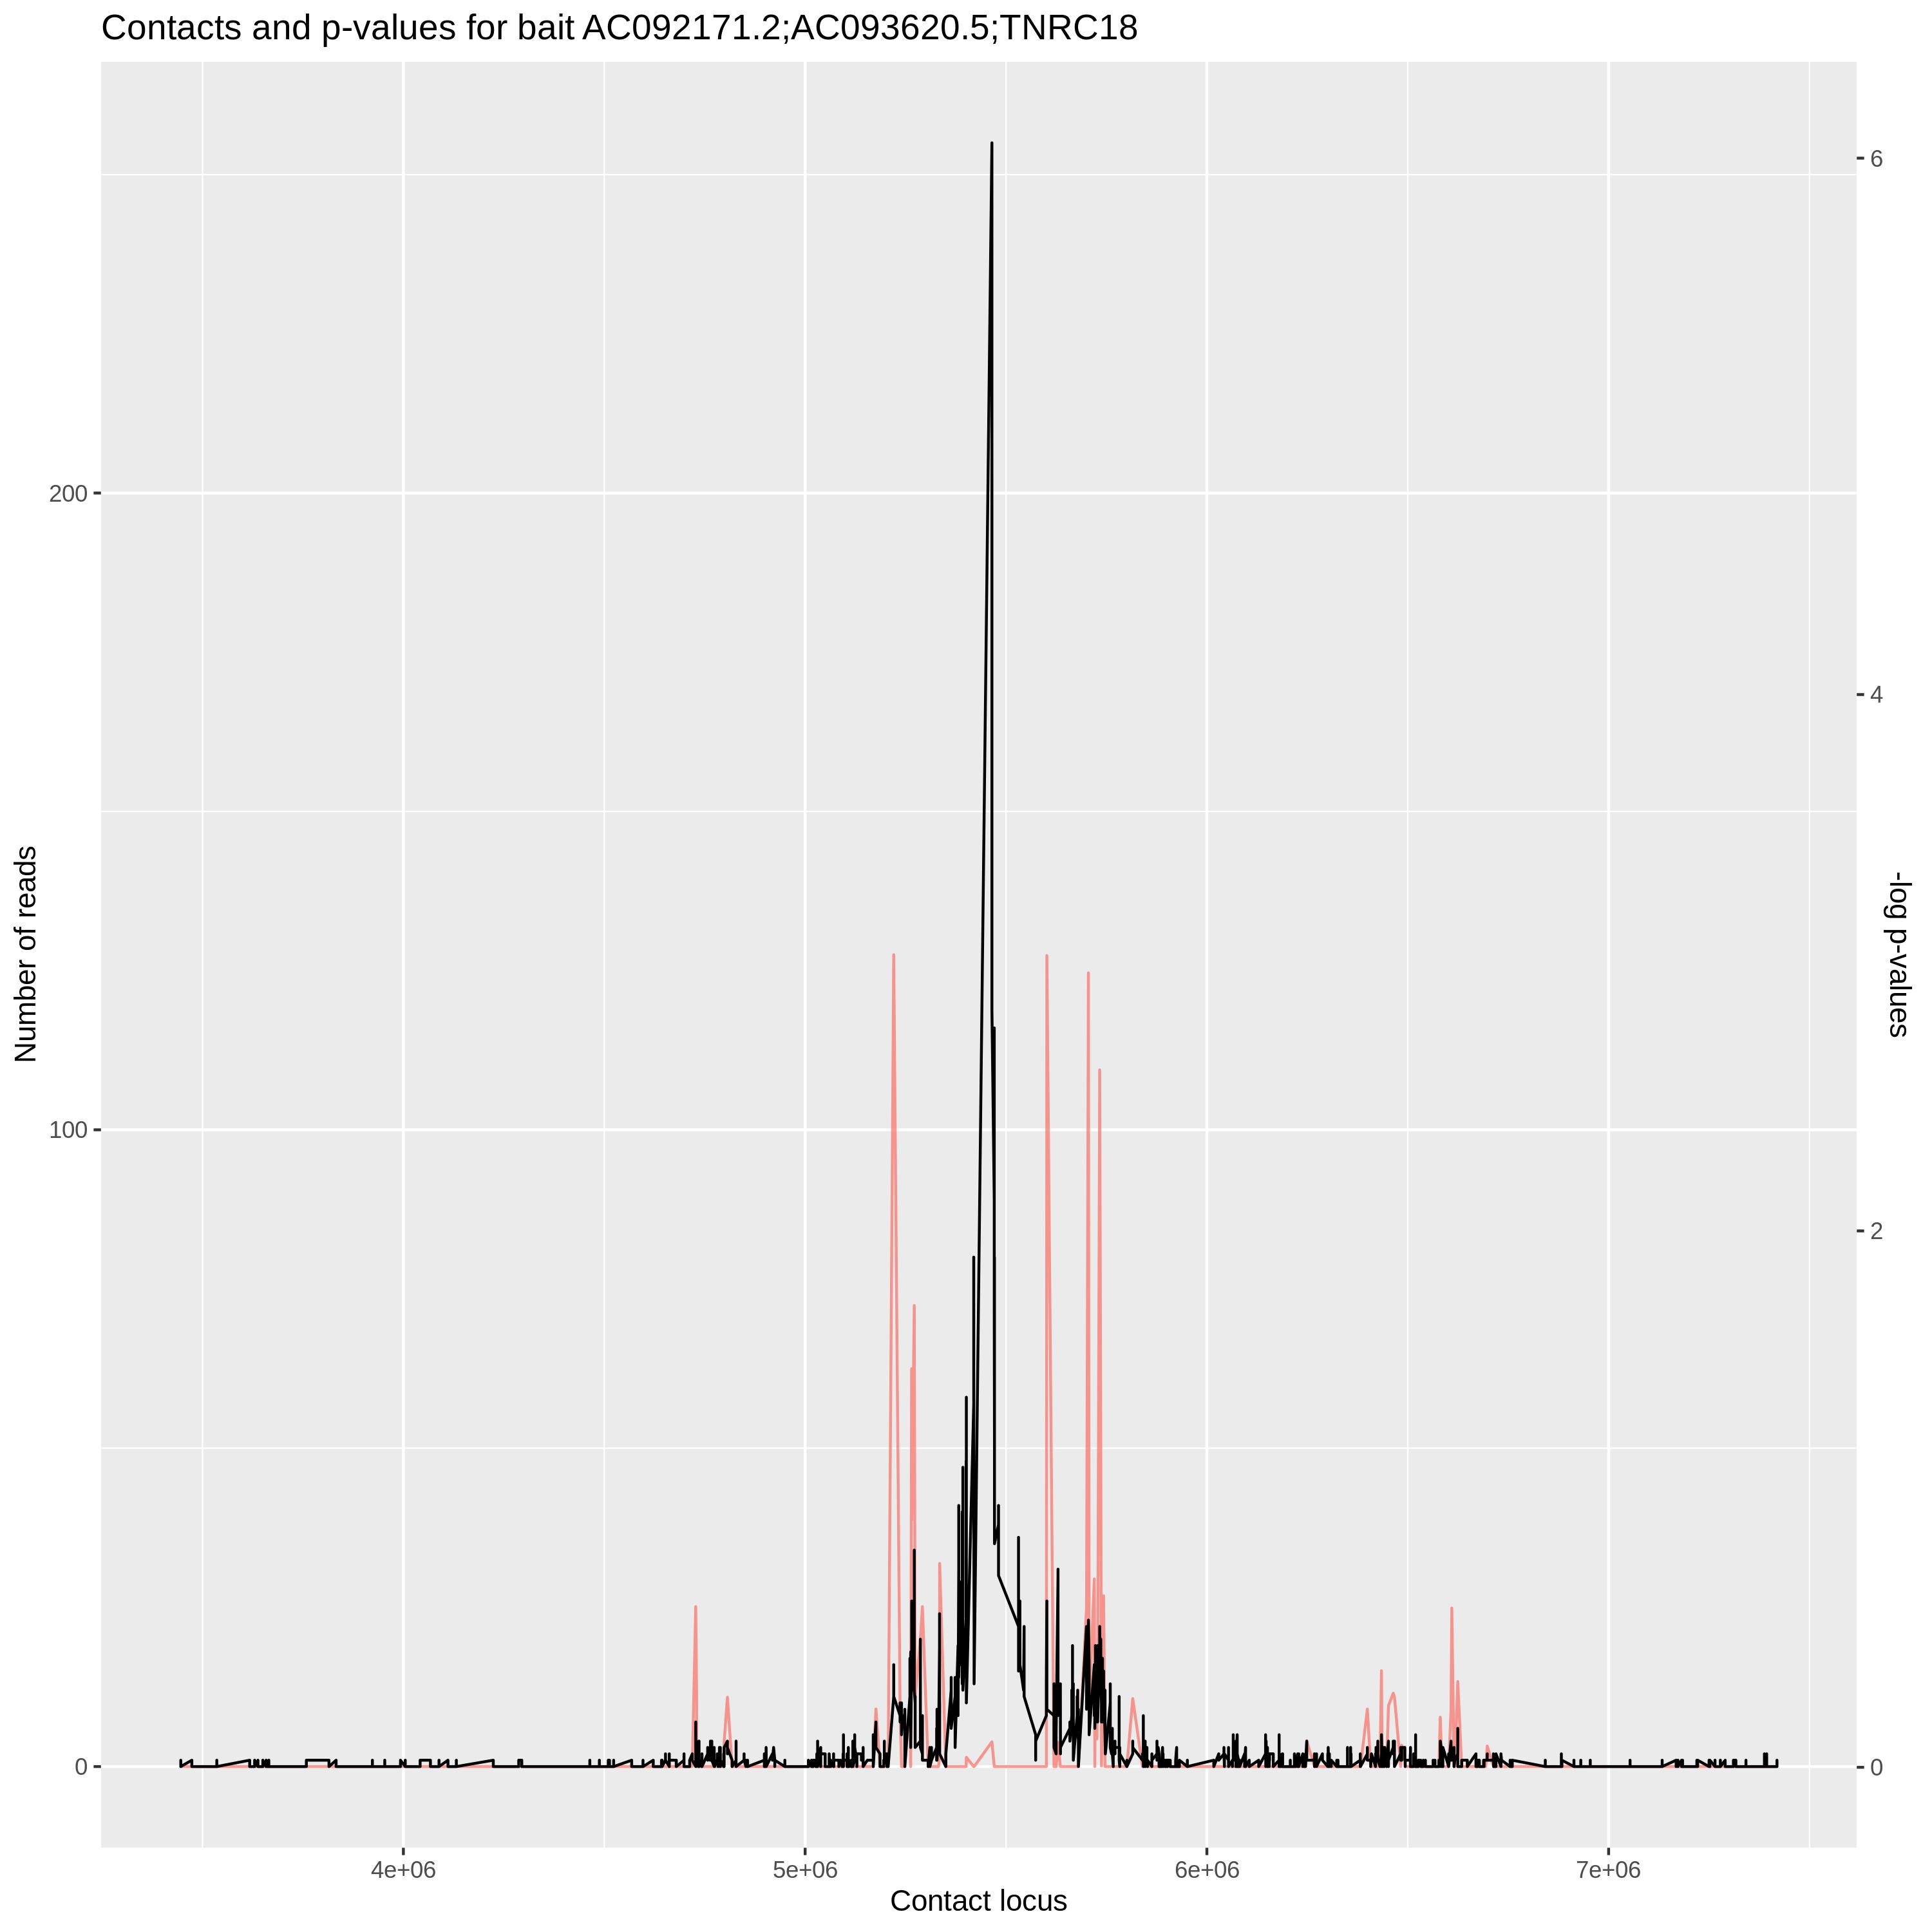 Contacts and p-values for bait AC092171.2;AC093620.5;TNRC18
6
200
4
Number of reads
-log p-values
100
2
0
0
4e+06
5e+06
6e+06
7e+06
Contact locus